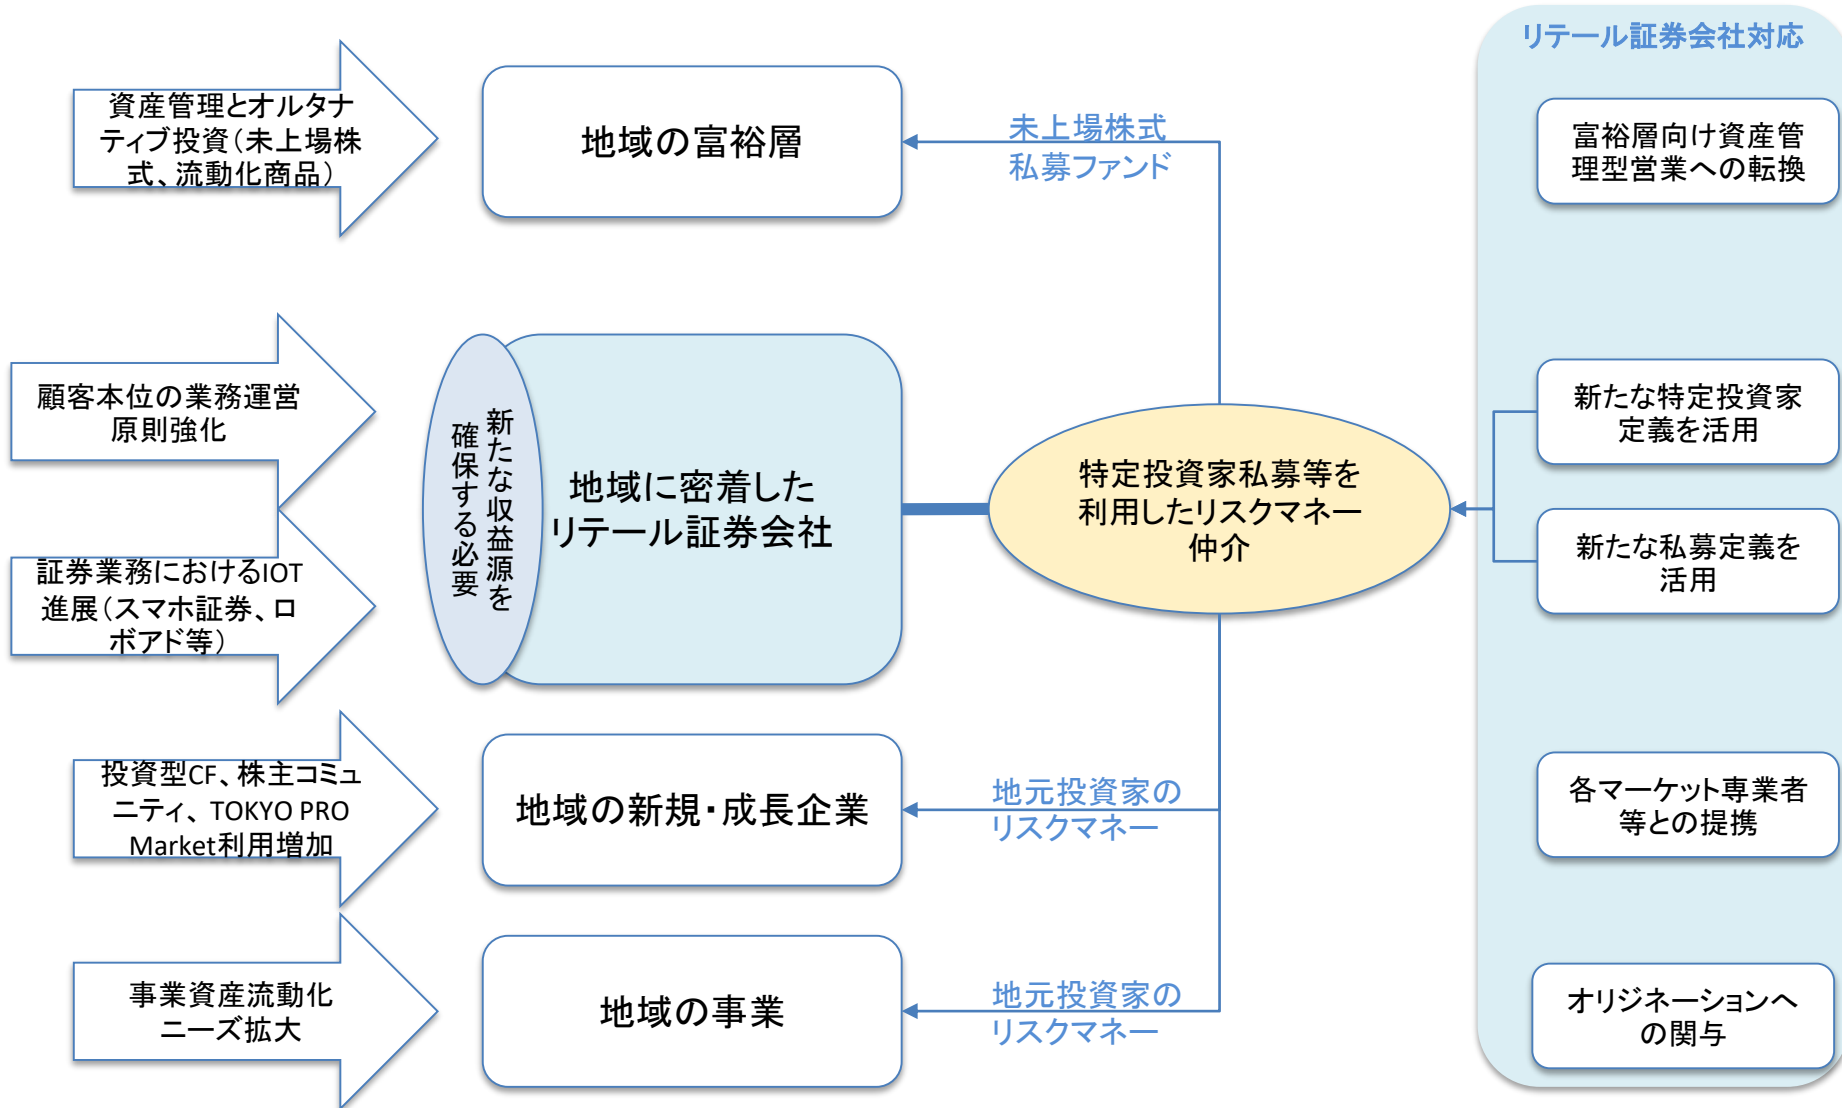 リテール証券会社対応
資産管理とオルタナ
ティブ投資（未上場株
式、流動化商品）
地域の富裕層
未上場株式
私募ファンド
富裕層向け資産管
理型営業への転換
顧客本位の業務運営
原則強化
証券業務におけるIOT
進展（スマホ証券、ロ
ボアド等）
新たな収益源を
確保する必要
地域に密着した
リテール証券会社
特定投資家私募等を
利用したリスクマネー
仲介
新たな特定投資家
定義を活用
新たな私募定義を
活用
投資型CF、株主コミュ
ニティ、TOKYO PRO
Market利用増加
地域の新規・成長企業
地元投資家の
リスクマネー
各マーケット専業者
等との提携
事業資産流動化
ニーズ拡大
地域の事業
地元投資家の
リスクマネー
オリジネーションへ
の関与